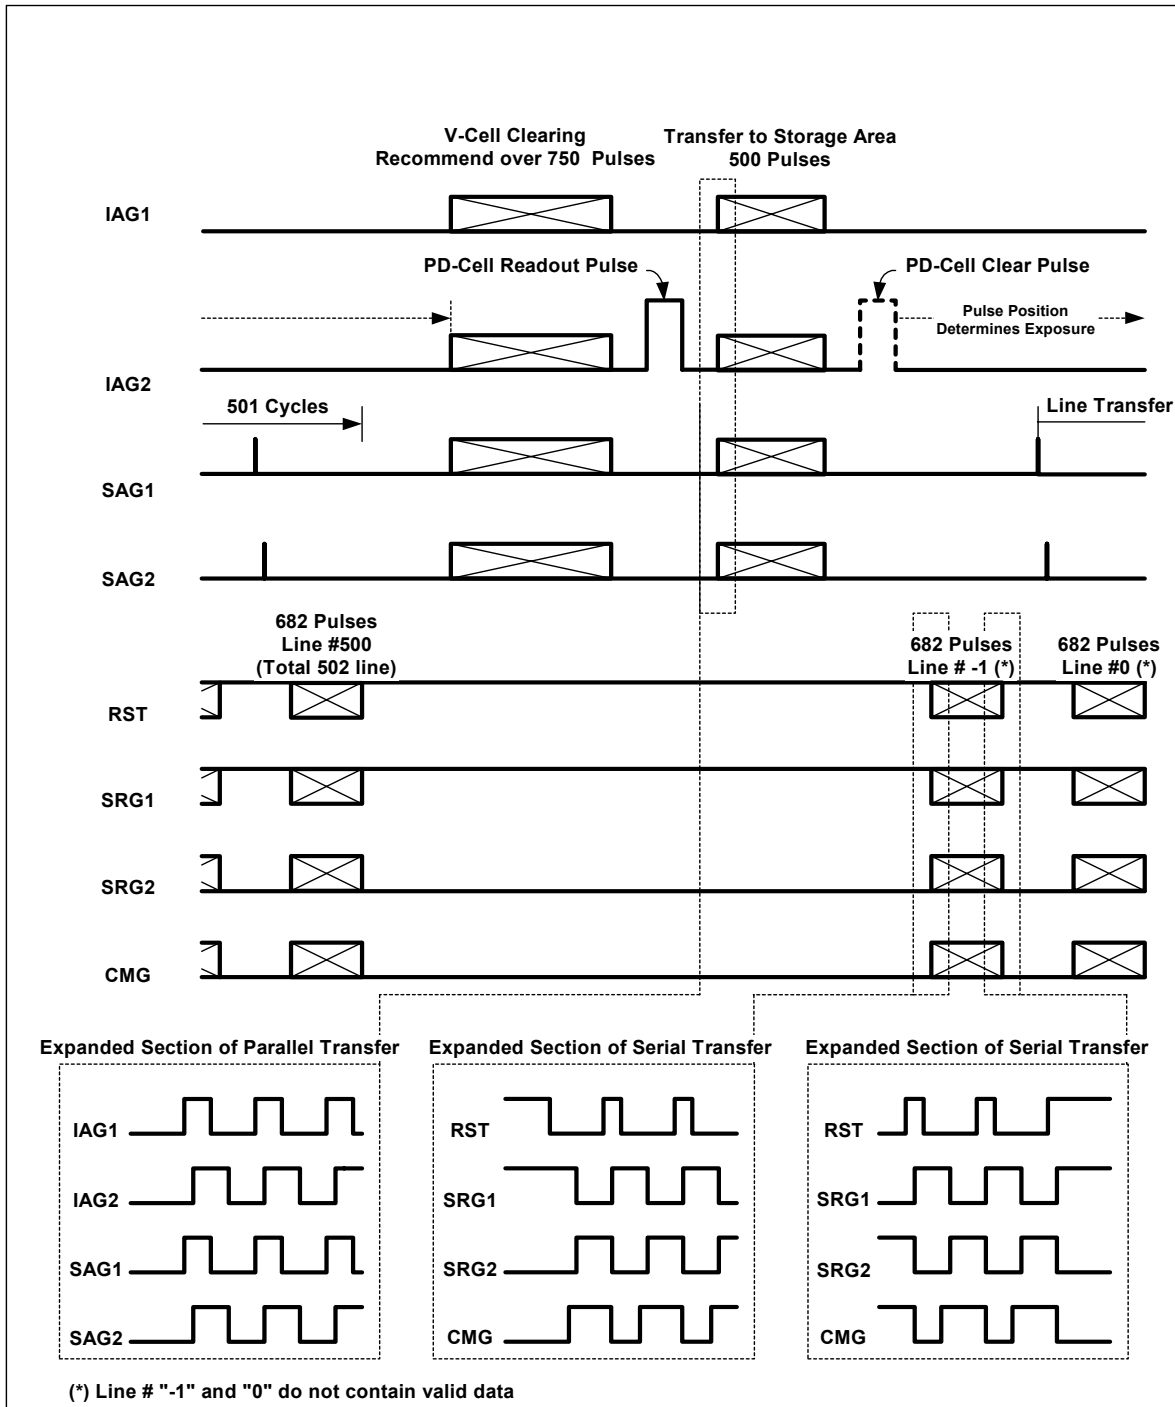 V-Cell Clearing
Recommend over 750 Pulses
Transfer to Storage Area
500 Pulses
IAG1
PD-Cell Readout Pulse
PD-Cell Clear Pulse
Pulse Position
Determines Exposure
IAG2
501 Cycles
Line Transfer
SAG1
SAG2
682 Pulses
Line #500
(Total 502 line)
682 Pulses
Line # -1 (*)
682 Pulses
Line #0 (*)
RST
SRG1
SRG2
CMG
Expanded Section of Parallel Transfer
IAG1
IAG2
SAG1
SAG2
Expanded Section of Serial Transfer
RST
SRG1
SRG2
CMG
Expanded Section of Serial Transfer
RST
SRG1
SRG2
CMG
(*) Line # "-1" and "0" do not contain valid data